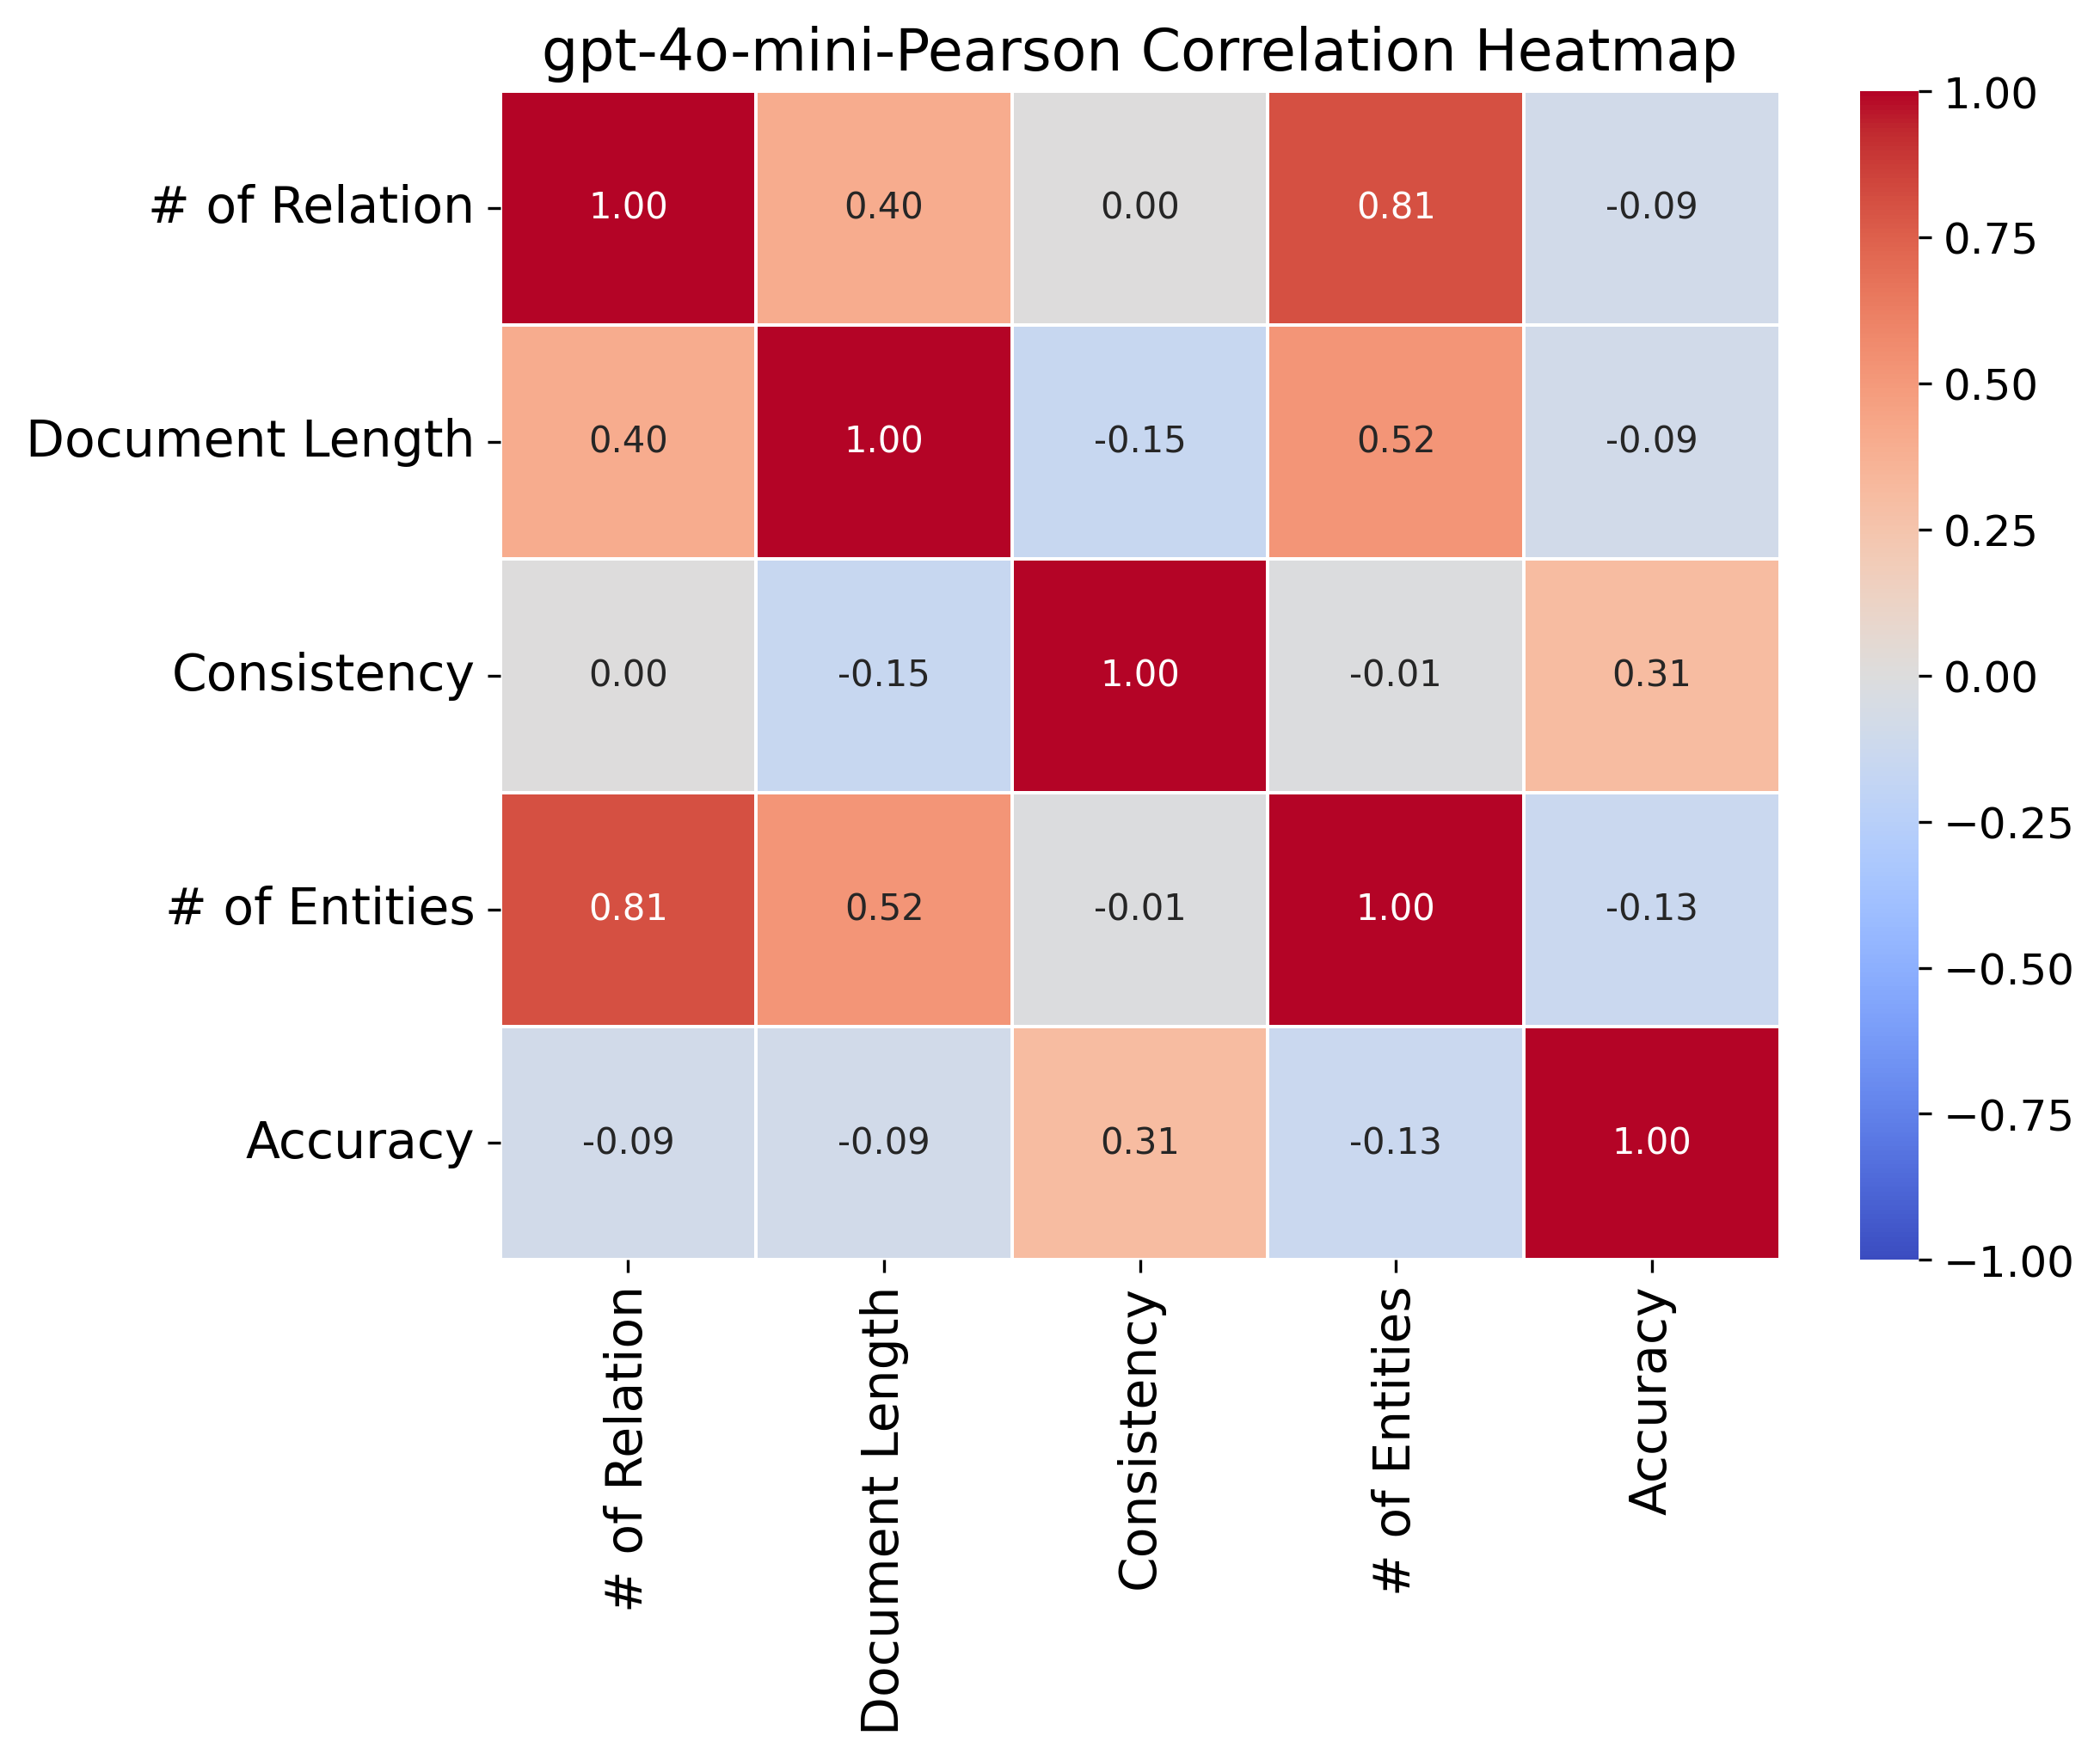 gpt-4o-mini-Pearson Correlation Heatmap
# of Relation 1.00 0.40 0.00 0.81 -0.09
Document Length 0.40 1.00 -0.15 0.52 -0.09
Consistency 0.00 -0.15 1.00 -0.01 0.31
# of Entities 0.81 0.52 -0.01 1.00 -0.13
Accuracy -0.09 -0.09 0.31 -0.13 1.00
# of Relation
Document Length
Consistency
# of Entities
Accuracy
1.00
0.75
0.50
0.25
0.00
−0.25
−0.50
−0.75
−1.00